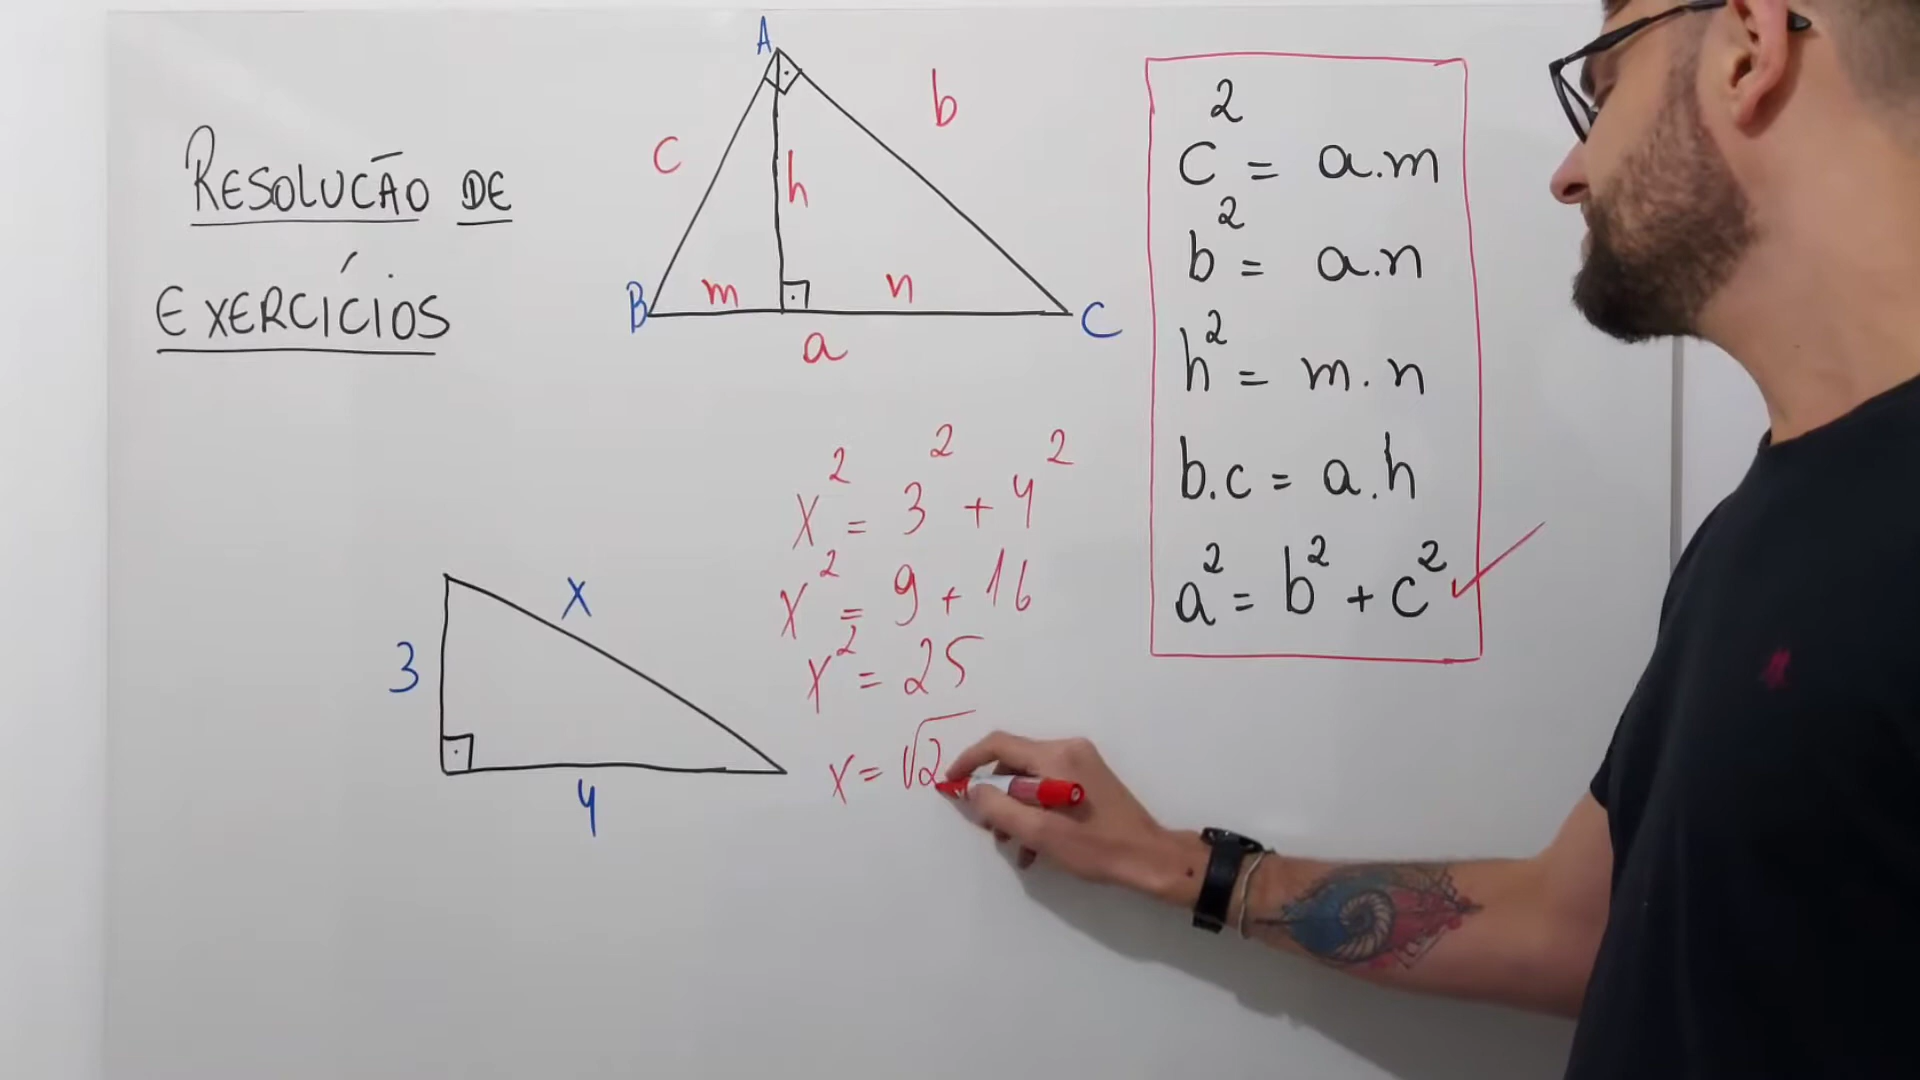 RESOLUCÃO DE
EXERCÍCIOS
A
c
b
h
B
m
n
C
a
c² = a.m
b² = a.n
h² = m.n
b.c = a.h
a² = b² + c²
x² = 3² + 4²
x² = 9 + 16
x² = 25
x = √2
x
3
4